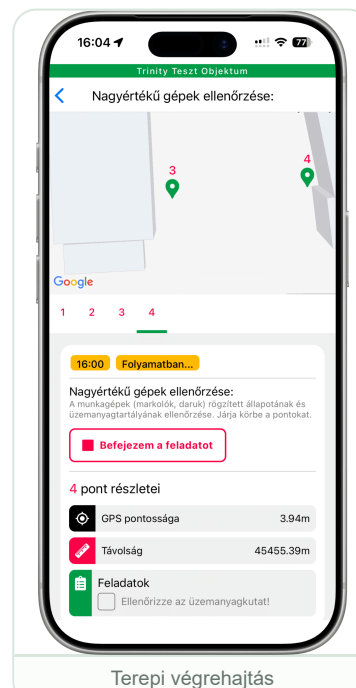 16:04
77
Trinity Teszt Objektum
Nagyértékű gépek ellenőrzése:
3
4
Google
1 2 3 4
16:00 Folyamatban...
Nagyértékű gépek ellenőrzése:
A munkagépek (markolók, daruk) rögzített állapotának és
üzemanyagtartályának ellenőrzése. Járja körbe a pontokat.
Befejezem a feladatot
4 pont részletei
GPS pontossága 3.94m
Távolság 45455.39m
Feladatok
Ellenőrizze az üzemanyagkutat!
Terepi végrehajtás